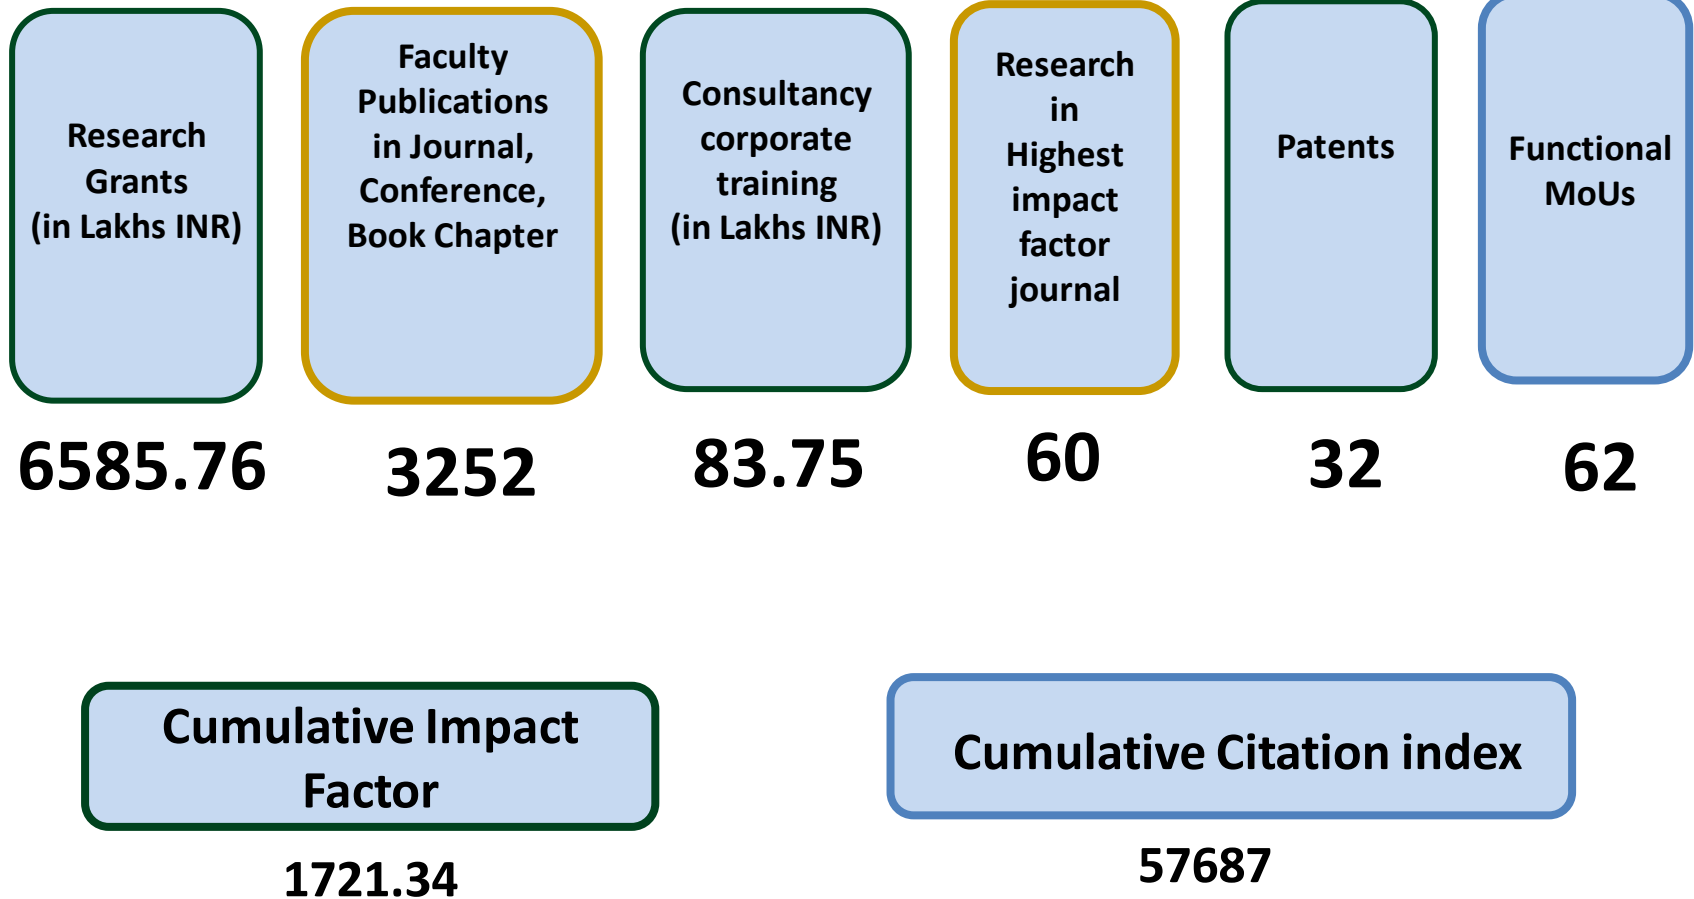 Research
Grants
(in Lakhs INR)
Faculty
Publications
in Journal,
Conference,
Book Chapter
Consultancy
corporate
training
(in Lakhs INR)
Research
in
Highest
impact
factor
journal
Patents
Functional
MoUs
6585.76
3252
83.75
60
32
62
Cumulative Impact
Factor
Cumulative Citation index
1721.34
57687